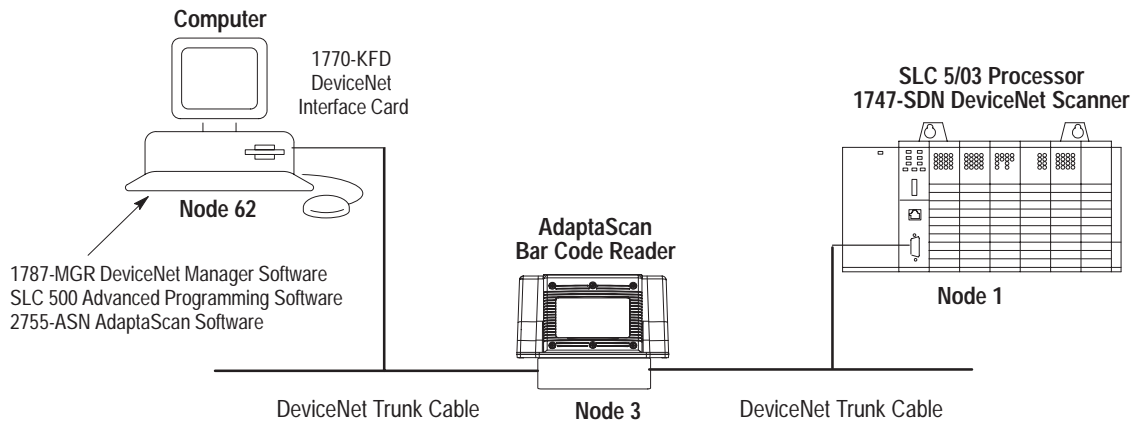 Computer
1770-KFD
DeviceNet
Interface Card
SLC 5/03 Processor
1747-SDN DeviceNet Scanner
Node 62
AdaptaScan
Bar Code Reader
1787-MGR DeviceNet Manager Software
SLC 500 Advanced Programming Software
2755-ASN AdaptaScan Software
Node 1
DeviceNet Trunk Cable
Node 3
DeviceNet Trunk Cable